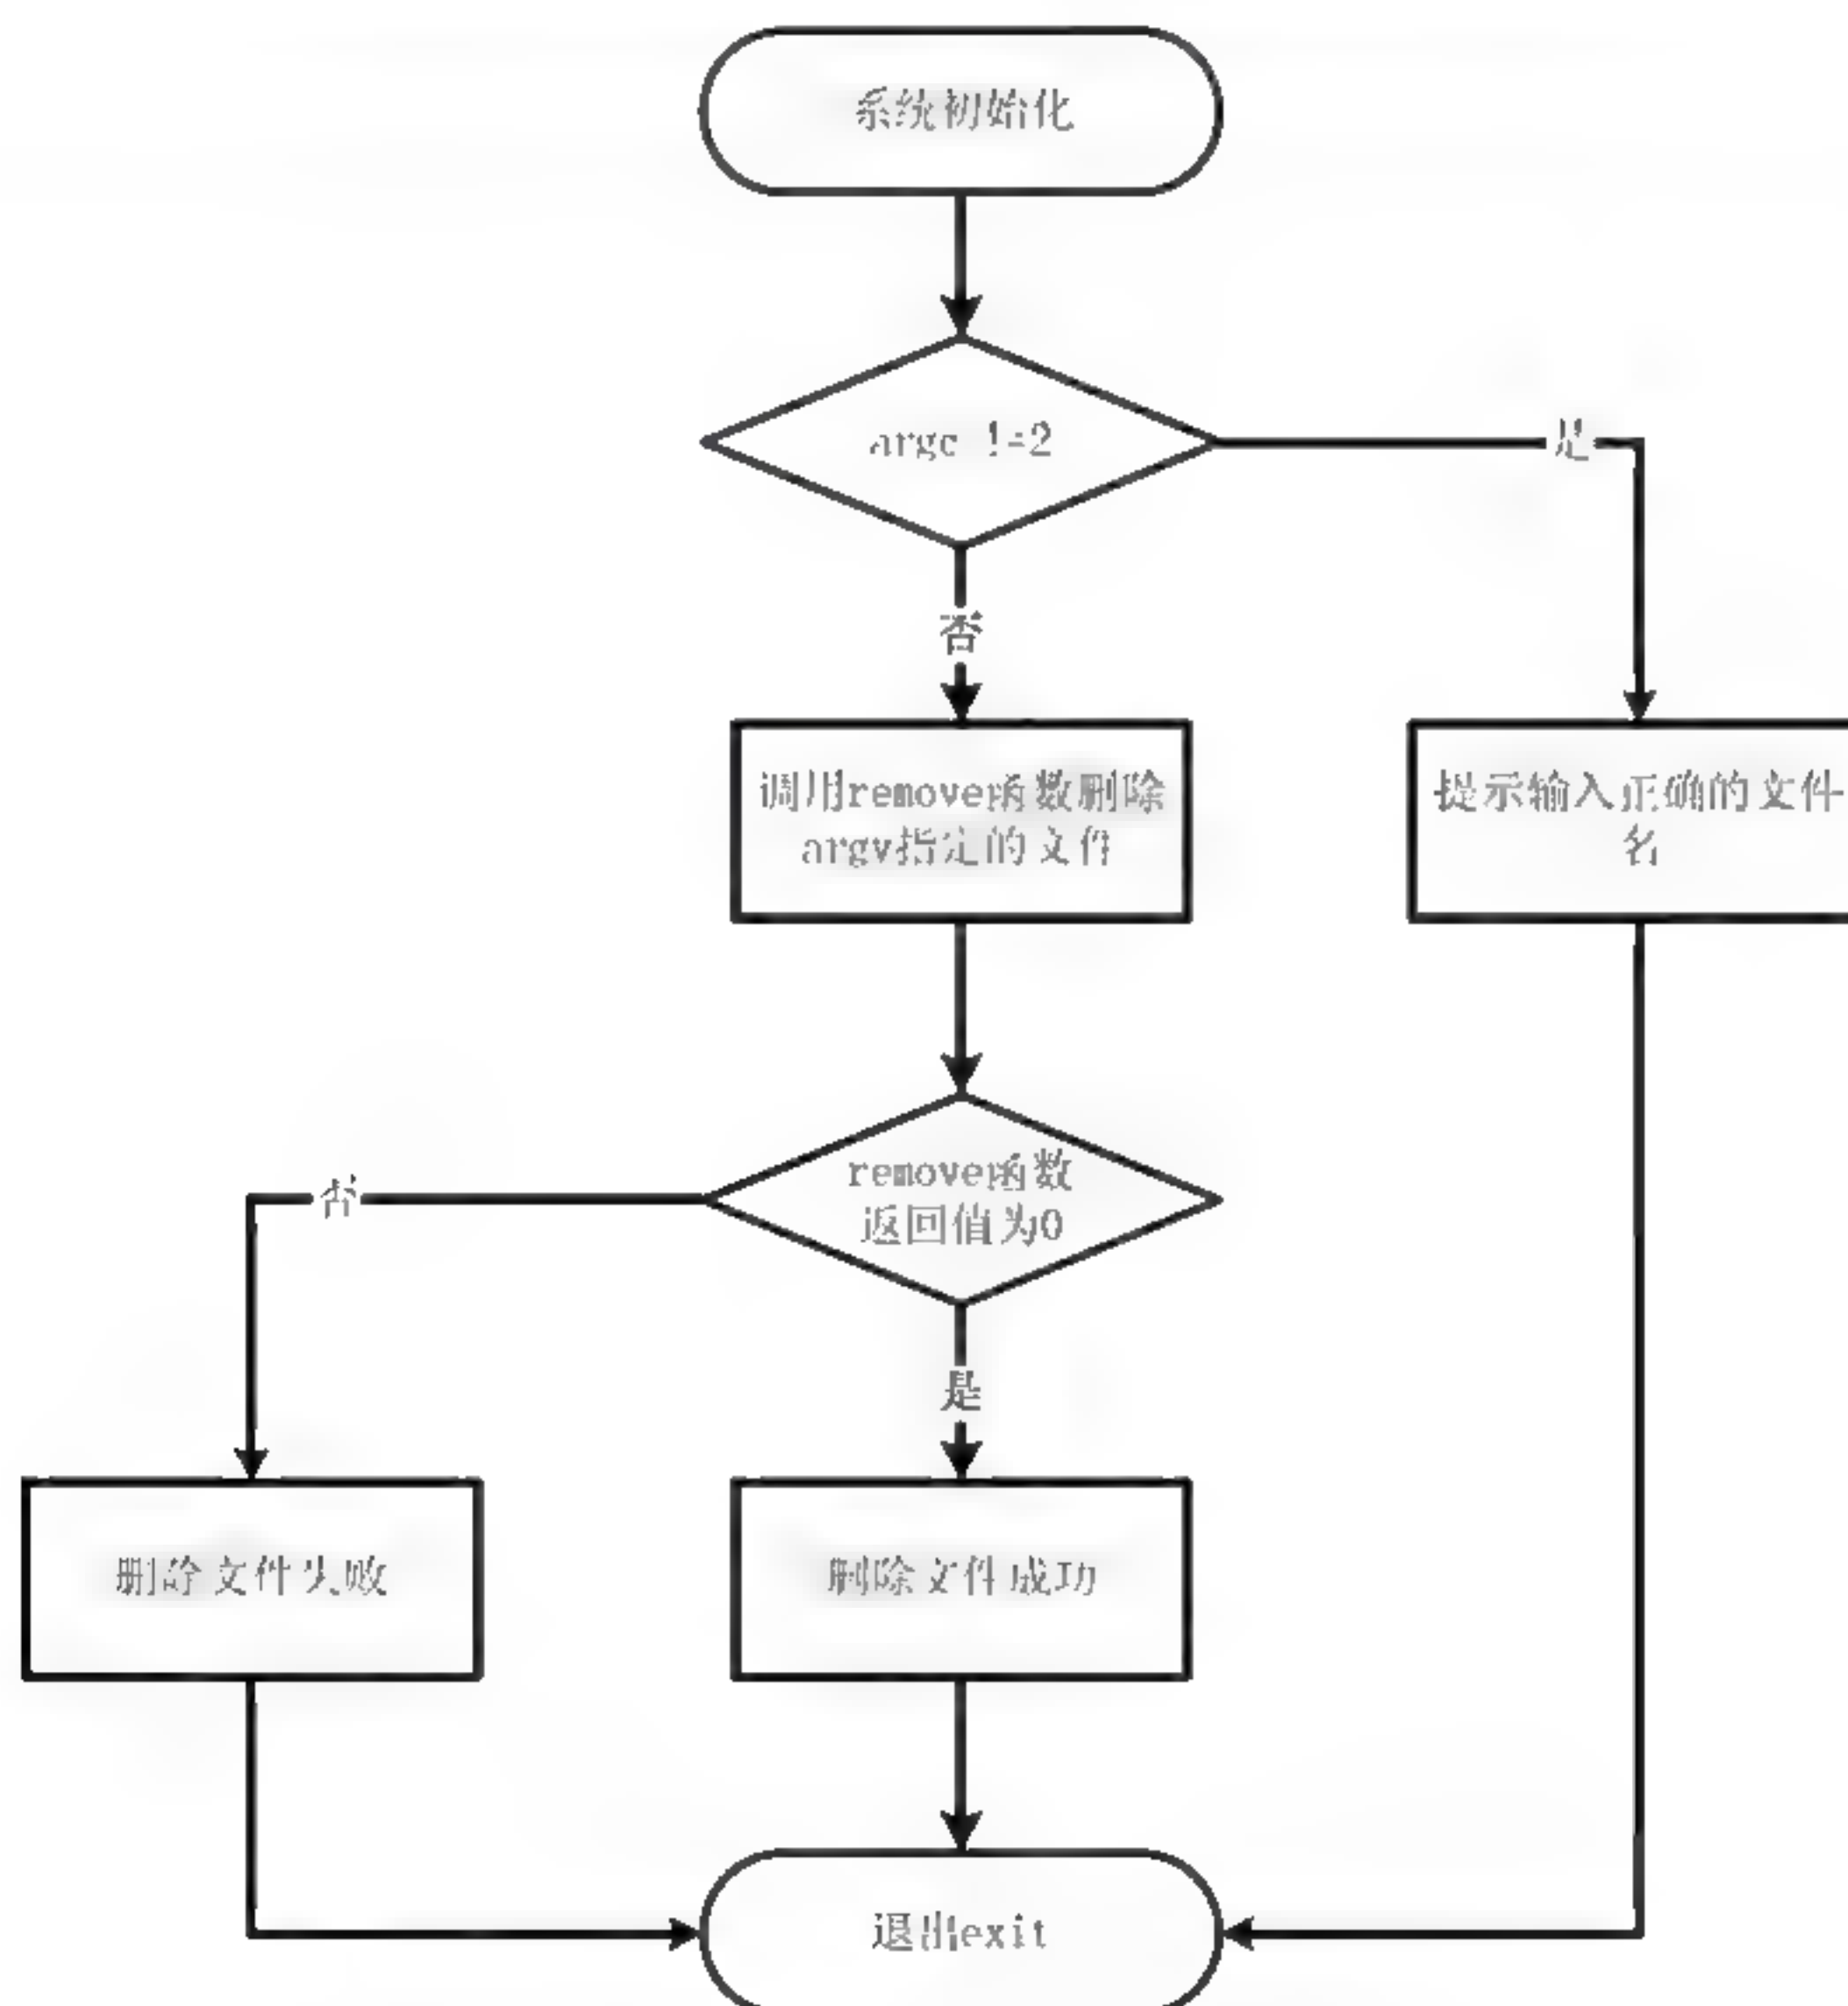 系统初始化
argc !=2
是
否
调用remove函数删除
argv指定的文件
提示输入正确的文件
名
remove函数
返回值为0
否
是
删除文件失败
删除文件成功
退出exit